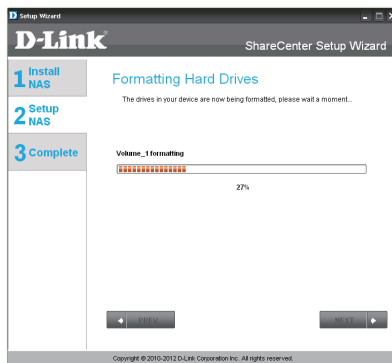 Setup Wizard
D-Link
ShareCenter Setup Wizard
1 Install
NAS
2 Setup
NAS
3 Complete
Formatting Hard Drives
The drives in your device are now being formatted, please wait a moment...
Volume_1 formatting
27%
PREV
NEXT
Copyright © 2010-2012 D-Link Corporation Inc. All rights reserved.